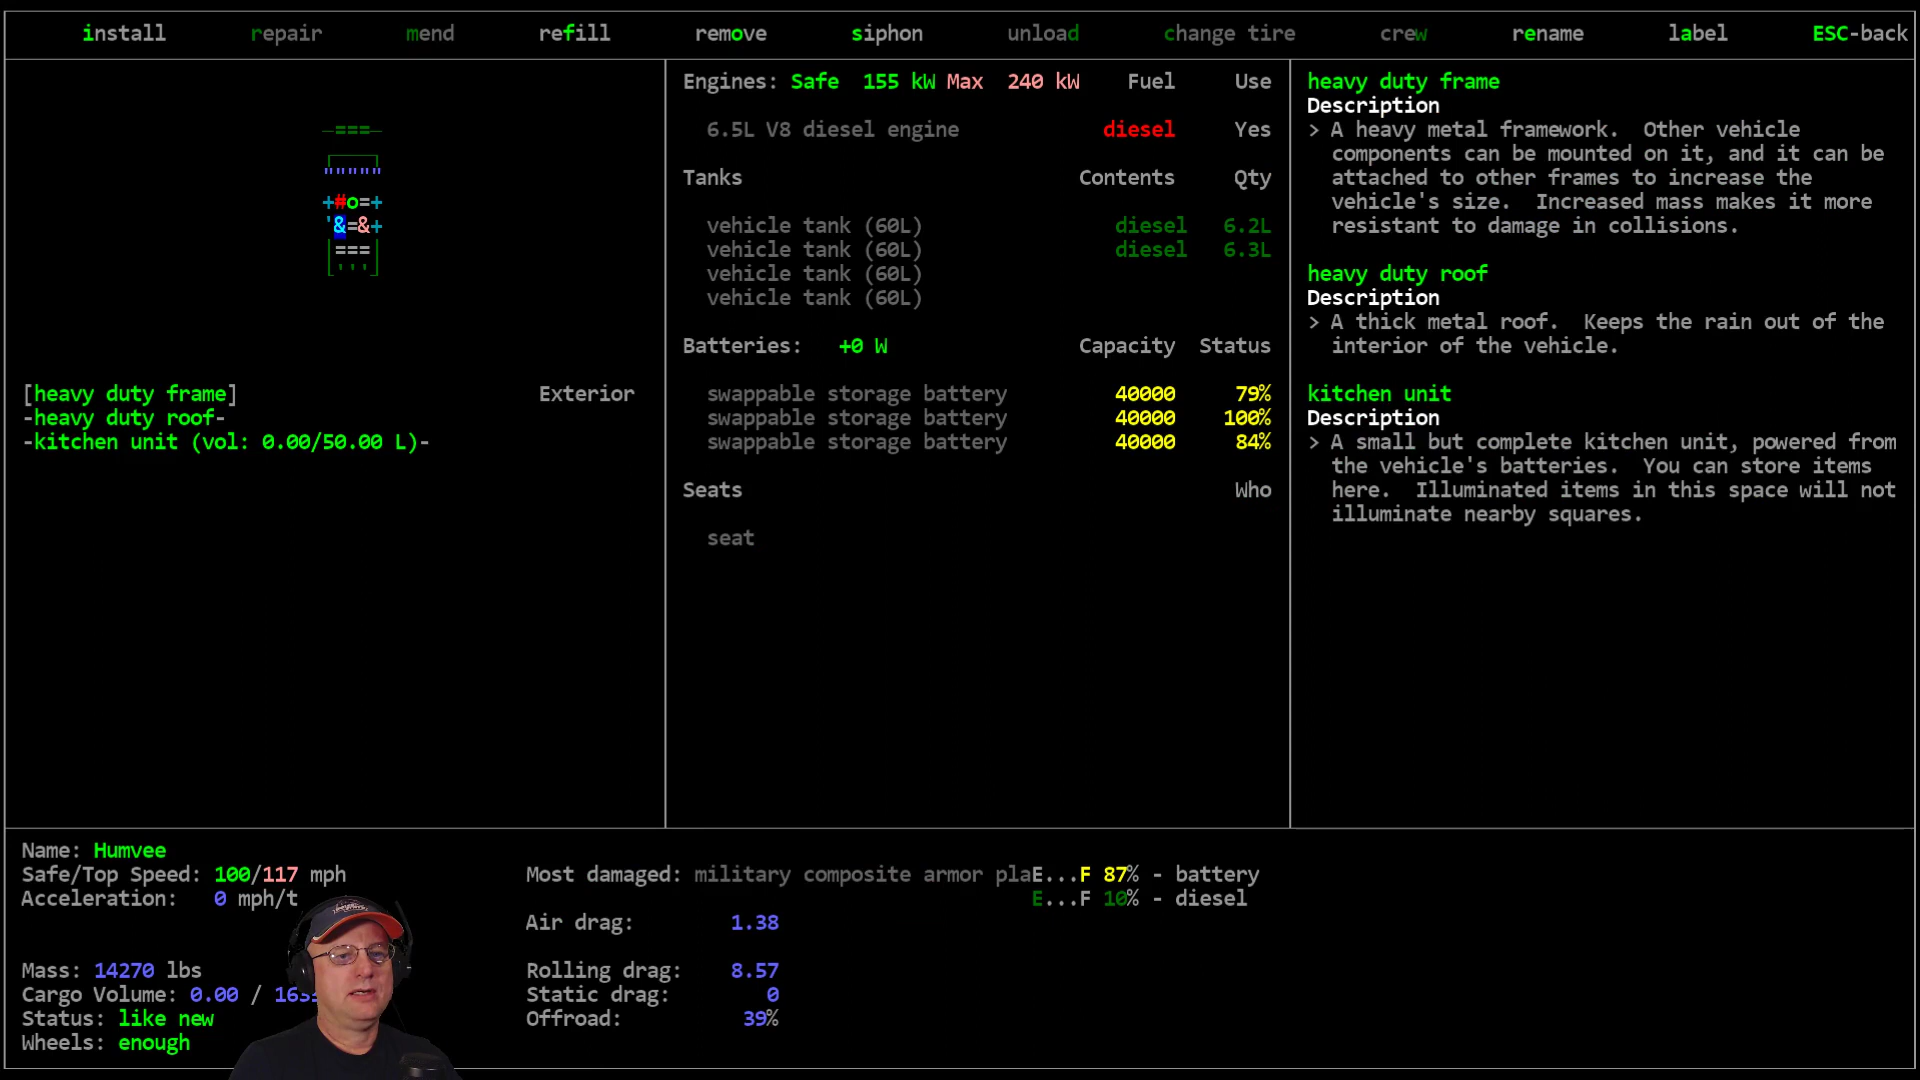 install repair mend refill remove siphon unload change tire crew rename label ESC-back
Engines: Safe 155 kW Max 240 kW Fuel Use
6.5L V8 diesel engine diesel Yes
Tanks Contents Qty
vehicle tank (60L) diesel 6.2L
vehicle tank (60L) diesel 6.3L
vehicle tank (60L)
vehicle tank (60L)
Batteries: +0 W Capacity Status
swappable storage battery 40000 79%
swappable storage battery 40000 100%
swappable storage battery 40000 84%
Seats Who
seat
[heavy duty frame] Exterior
-heavy duty roof-
-kitchen unit (vol: 0.00/50.00 L)-
heavy duty frame
Description
> A heavy metal framework. Other vehicle
components can be mounted on it, and it can be
attached to other frames to increase the
vehicle's size. Increased mass makes it more
resistant to damage in collisions.
heavy duty roof
Description
> A thick metal roof. Keeps the rain out of the
interior of the vehicle.
kitchen unit
Description
> A small but complete kitchen unit, powered from
the vehicle's batteries. You can store items
here. Illuminated items in this space will not
illuminate nearby squares.
Name: Humvee
Safe/Top Speed: 100/117 mph
Acceleration: 0 mph/t
Mass: 14270 lbs
Cargo Volume: 0.00 /
Status: like new
Wheels: enough
Most damaged: military composite armor pla
Air drag: 1.38
Rolling drag: 8.57
Static drag: 0
Offroad: 39%
E...F 87% - battery
E...F 10% - diesel